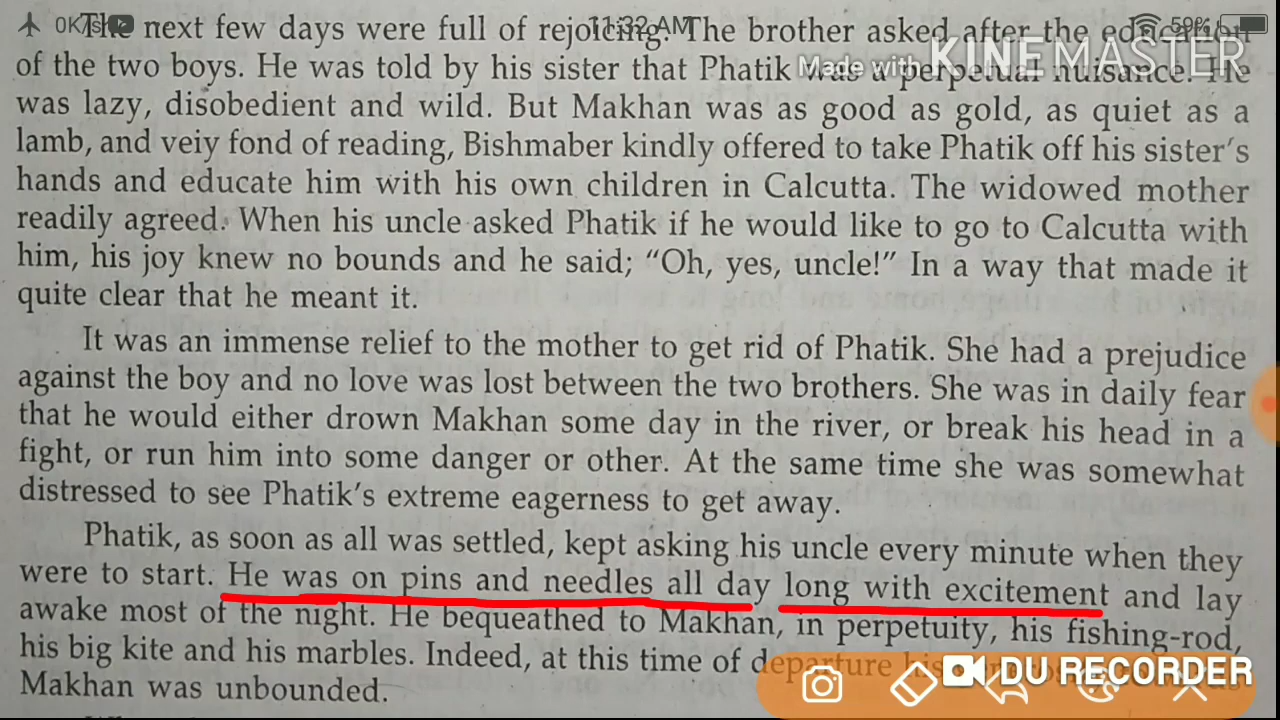 0K/s
11:32 AM
59%
Made with KINEMASTER
The next few days were full of rejoicing. The brother asked after the education
of the two boys. He was told by his sister that Phatik was a perpetual nuisance. He
was lazy, disobedient and wild. But Makhan was as good as gold, as quiet as a
lamb, and veiy fond of reading, Bishmaber kindly offered to take Phatik off his sister's
hands and educate him with his own children in Calcutta. The widowed mother
readily agreed. When his uncle asked Phatik if he would like to go to Calcutta with
him, his joy knew no bounds and he said; "Oh, yes, uncle!" In a way that made it
quite clear that he meant it.
It was an immense relief to the mother to get rid of Phatik. She had a prejudice
against the boy and no love was lost between the two brothers. She was in daily fear
that he would either drown Makhan some day in the river, or break his head in a
fight, or run him into some danger or other. At the same time she was somewhat
distressed to see Phatik's extreme eagerness to get away.
Phatik, as soon as all was settled, kept asking his uncle every minute when they
were to start. He was on pins and needles all day long with excitement and lay
awake most of the night. He bequeathed to Makhan, in perpetuity, his fishing-rod,
his big kite and his marbles. Indeed, at this time of departure his
Makhan was unbounded.
DU RECORDER